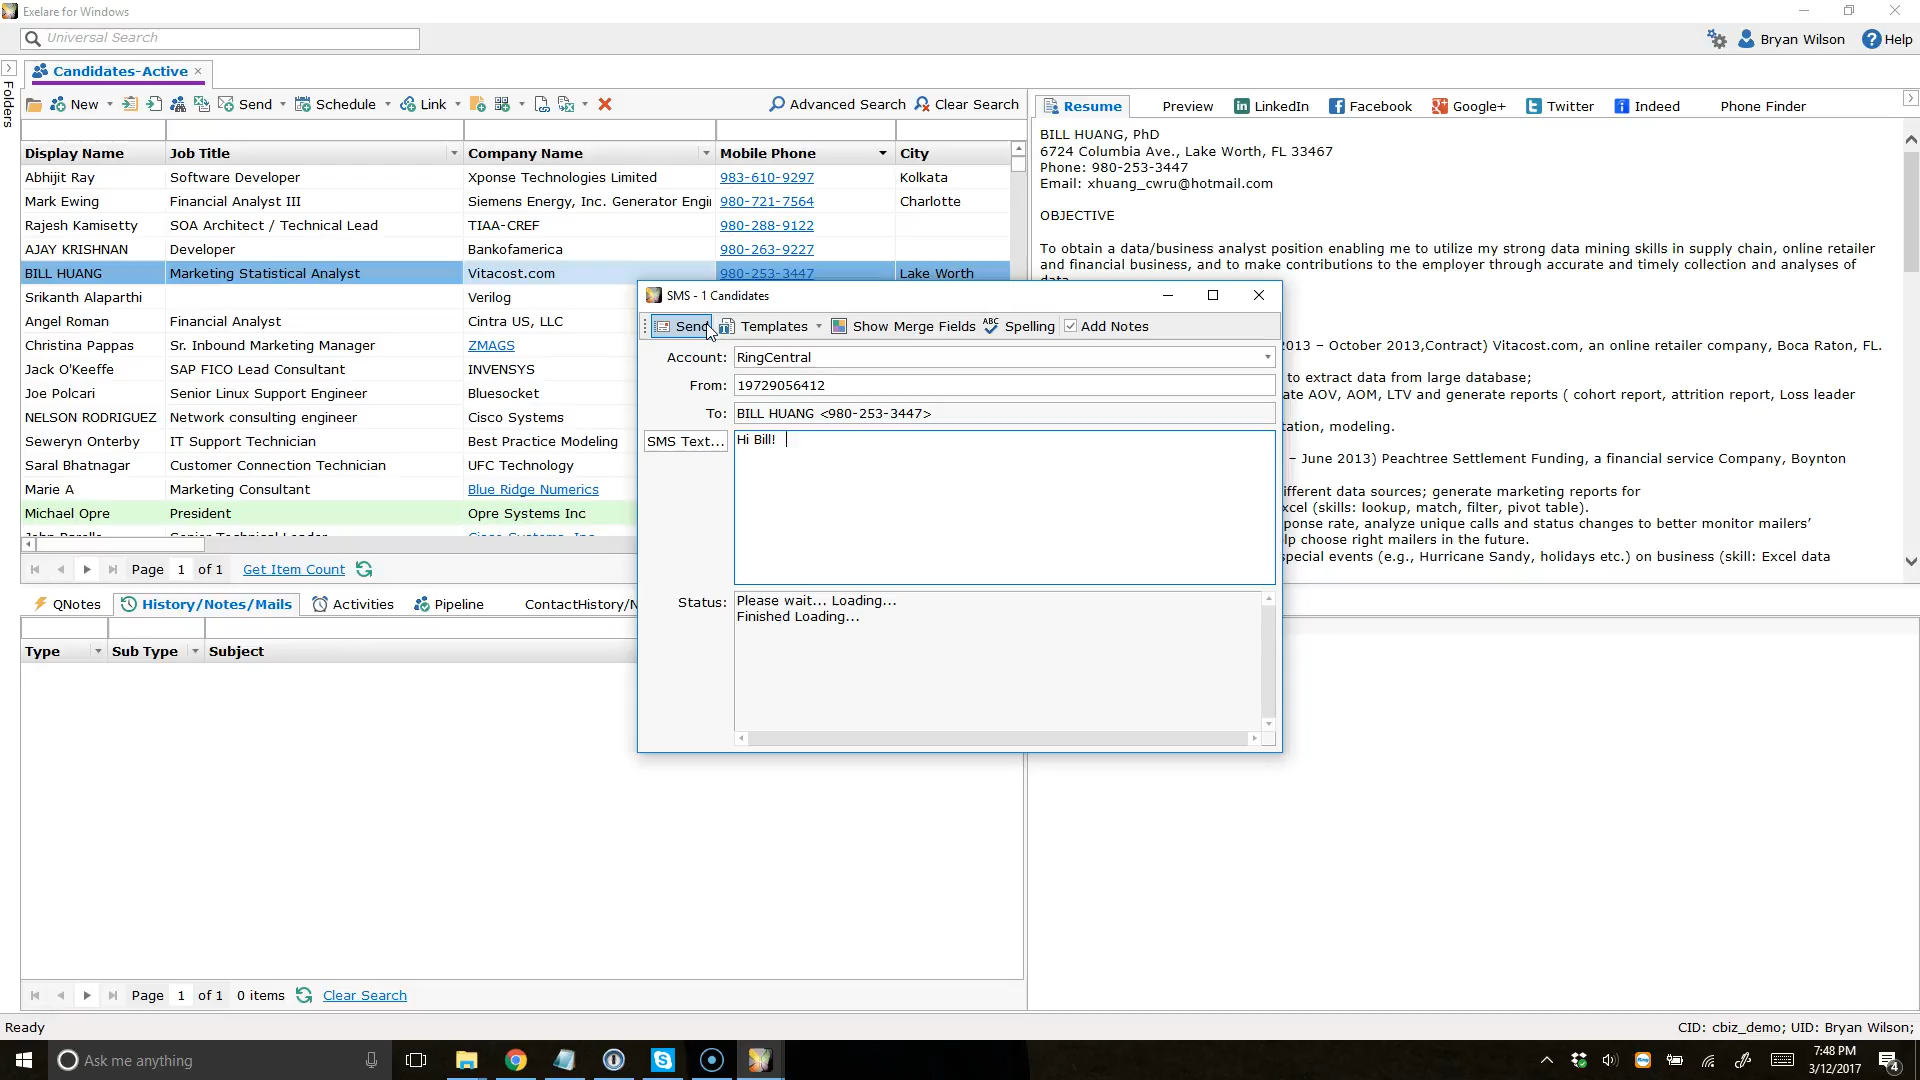 Exelare for Windows
Universal Search
Bryan Wilson
Help
Folders
Candidates-Active ×
New
Send
Schedule
Link
Advanced Search
Clear Search
Display Name Job Title Company Name Mobile Phone City
Abhijit Ray Software Developer Xponse Technologies Limited 983-610-9297 Kolkata
Mark Ewing Financial Analyst III Siemens Energy, Inc. Generator Engi 980-721-7564 Charlotte
Rajesh Kamisetty SOA Architect / Technical Lead TIAA-CREF 980-288-9122
AJAY KRISHNAN Developer Bankofamerica 980-263-9227
BILL HUANG Marketing Statistical Analyst Vitacost.com 980-253-3447 Lake Worth
Srikanth Alaparthi Verilog
Angel Roman Financial Analyst Cintra US, LLC
Christina Pappas Sr. Inbound Marketing Manager ZMAGS
Jack O'Keeffe SAP FICO Lead Consultant INVENSYS
Joe Polcari Senior Linux Support Engineer Bluesocket
NELSON RODRIGUEZ Network consulting engineer Cisco Systems
Seweryn Onterby IT Support Technician Best Practice Modeling
Saral Bhatnagar Customer Connection Technician UFC Technology
Marie A Marketing Consultant Blue Ridge Numerics
Michael Opre President Opre Systems Inc
Page 1 of 1 Get Item Count
QNotes History/Notes/Mails Activities Pipeline ContactHistory/N
Type Sub Type Subject
Page 1 of 1 0 items Clear Search
Resume Preview LinkedIn Facebook Google+ Twitter Indeed Phone Finder
BILL HUANG, PhD
6724 Columbia Ave., Lake Worth, FL 33467
Phone: 980-253-3447
Email: xhuang_cwru@hotmail.com
OBJECTIVE
To obtain a data/business analyst position enabling me to utilize my strong data mining skills in supply chain, online retailer
and financial business, and to make contributions to the employer through accurate and timely collection and analyses of
2013 – October 2013,Contract) Vitacost.com, an online retailer company, Boca Raton, FL.
to extract data from large database;
ate AOV, AOM, LTV and generate reports ( cohort report, attrition report, Loss leader
tation, modeling.
– June 2013) Peachtree Settlement Funding, a financial service Company, Boynton
ifferent data sources; generate marketing reports for
xcel (skills: lookup, match, filter, pivot table).
ponse rate, analyze unique calls and status changes to better monitor mailers’
lp choose right mailers in the future.
special events (e.g., Hurricane Sandy, holidays etc.) on business (skill: Excel data
SMS - 1 Candidates
Send Templates Show Merge Fields ABC Spelling Add Notes
Account: RingCentral
From: 19729056412
To: BILL HUANG <980-253-3447>
SMS Text... Hi Bill!
Status: Please wait... Loading...
Finished Loading...
Ready
CID: cbiz_demo; UID: Bryan Wilson;
Ask me anything
7:48 PM
3/12/2017
4